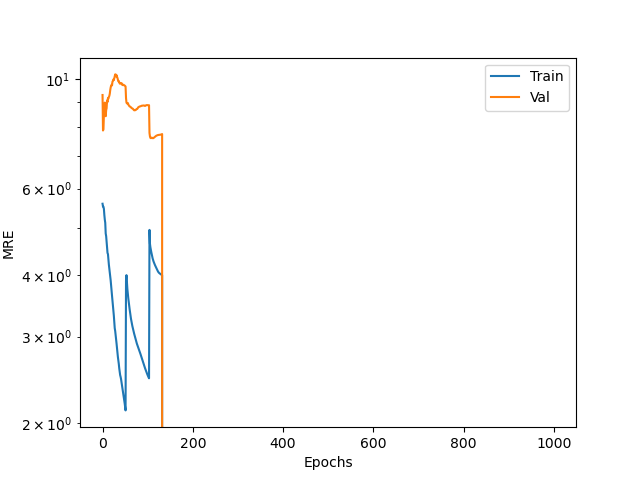 Train
Val
10¹
6 × 10⁰
4 × 10⁰
3 × 10⁰
2 × 10⁰
MRE
0 200 400 600 800 1000
Epochs